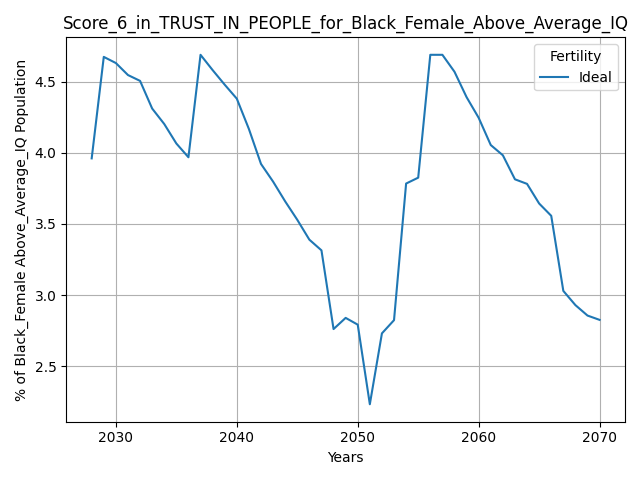 Score_6_in_TRUST_IN_PEOPLE_for_Black_Female_Above_Average_IQ
Fertility
Ideal
4.5
4.0
3.5
3.0
2.5
% of Black_Female Above_Average_IQ Population
2030 2040 2050 2060 2070
Years